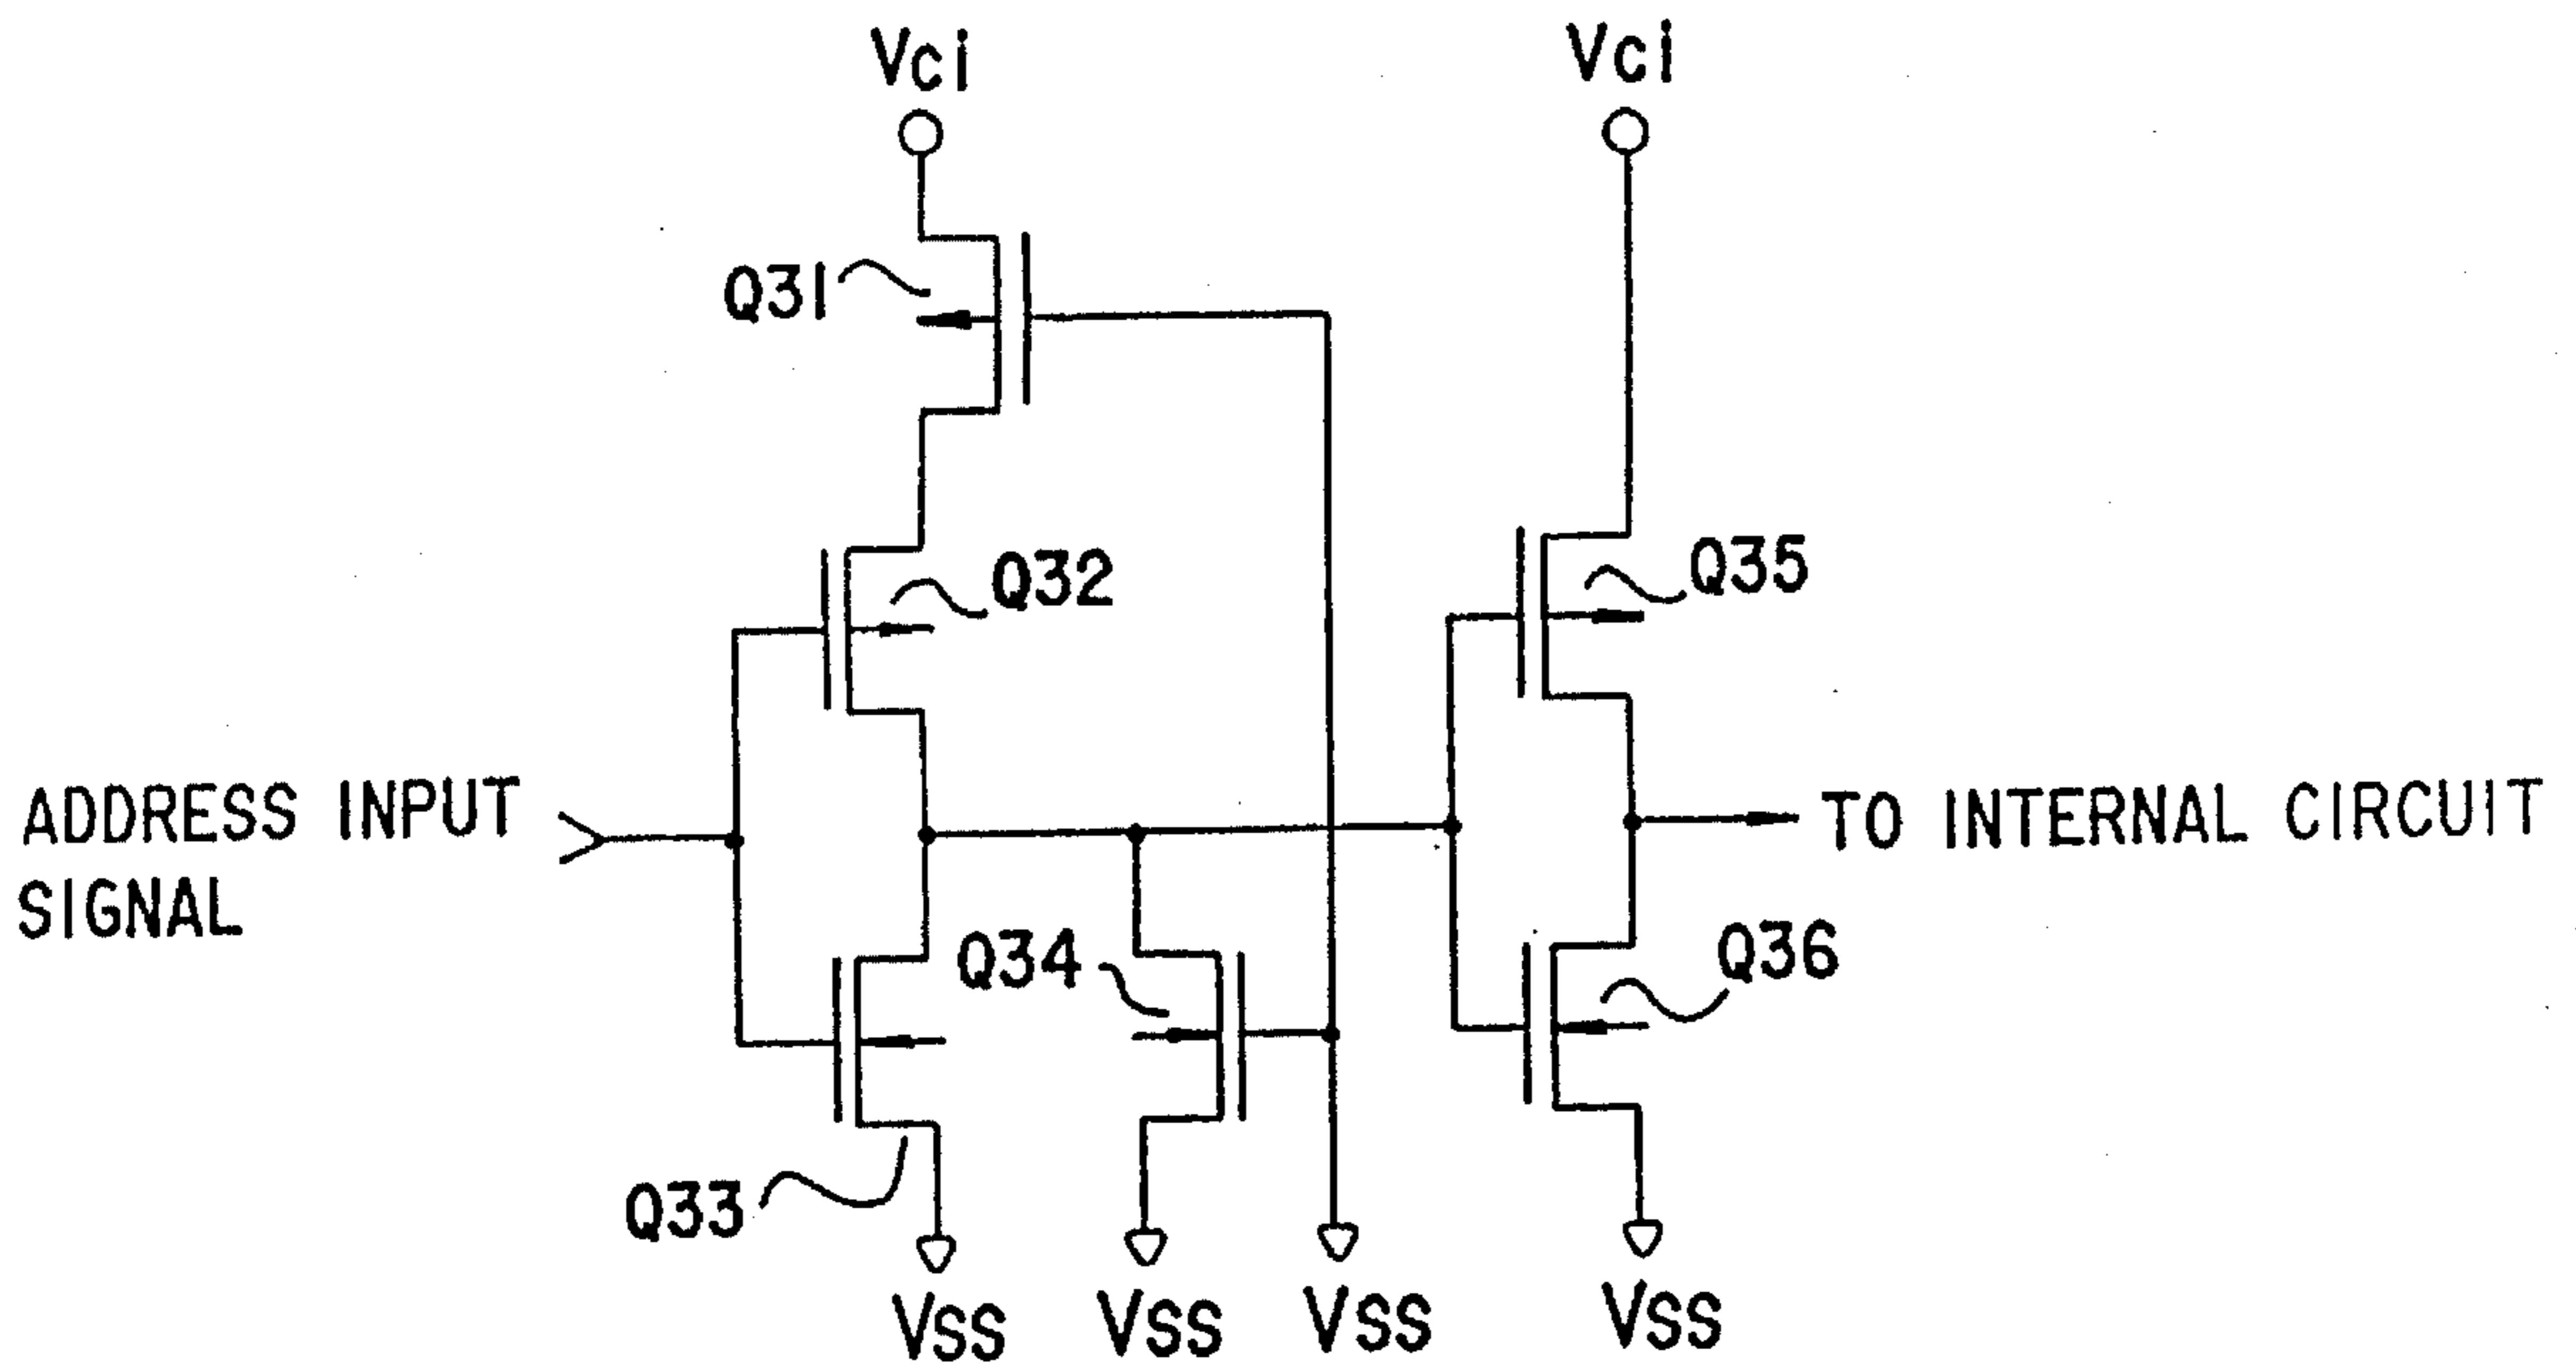 Vci
Vci
Q31
Q32
Q35
ADDRESS INPUT
SIGNAL
TO INTERNAL CIRCUIT
Q34
Q36
Q33
VSS
VSS
VSS
VSS